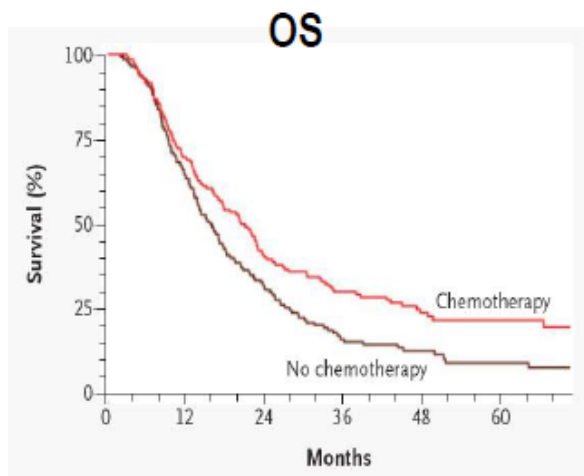 OS
100
75
50
25
0
Survival (%)
Chemotherapy
No chemotherapy
0 12 24 36 48 60
Months